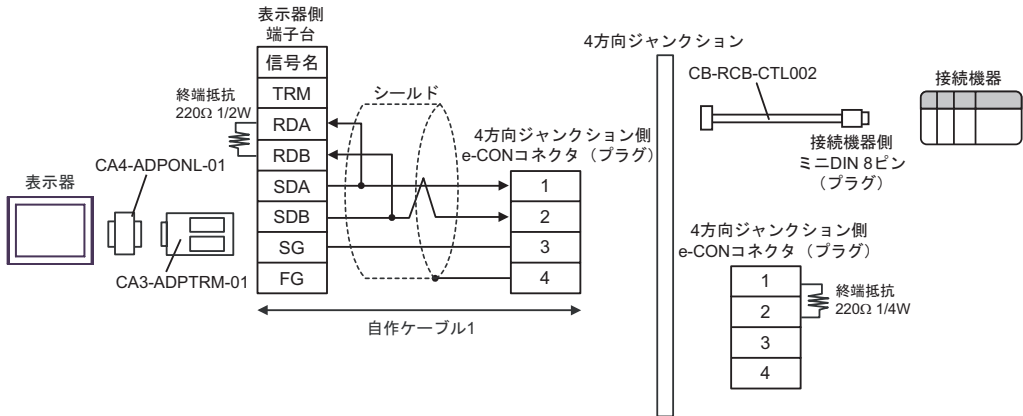 表示器側
端子台
信号名
TRM
RDA
RDB
SDA
SDB
SG
FG
終端抵抗
220Ω 1/2W
シールド
CA4-ADPONL-01
表示器
CA3-ADPTRM-01
4方向ジャンクション側
e-CONコネクタ（プラグ）
1
2
3
4
自作ケーブル1
4方向ジャンクション
CB-RCB-CTL002
接続機器
接続機器側
ミニDIN 8ピン
（プラグ）
4方向ジャンクション側
e-CONコネクタ（プラグ）
1
2
3
4
終端抵抗
220Ω 1/4W